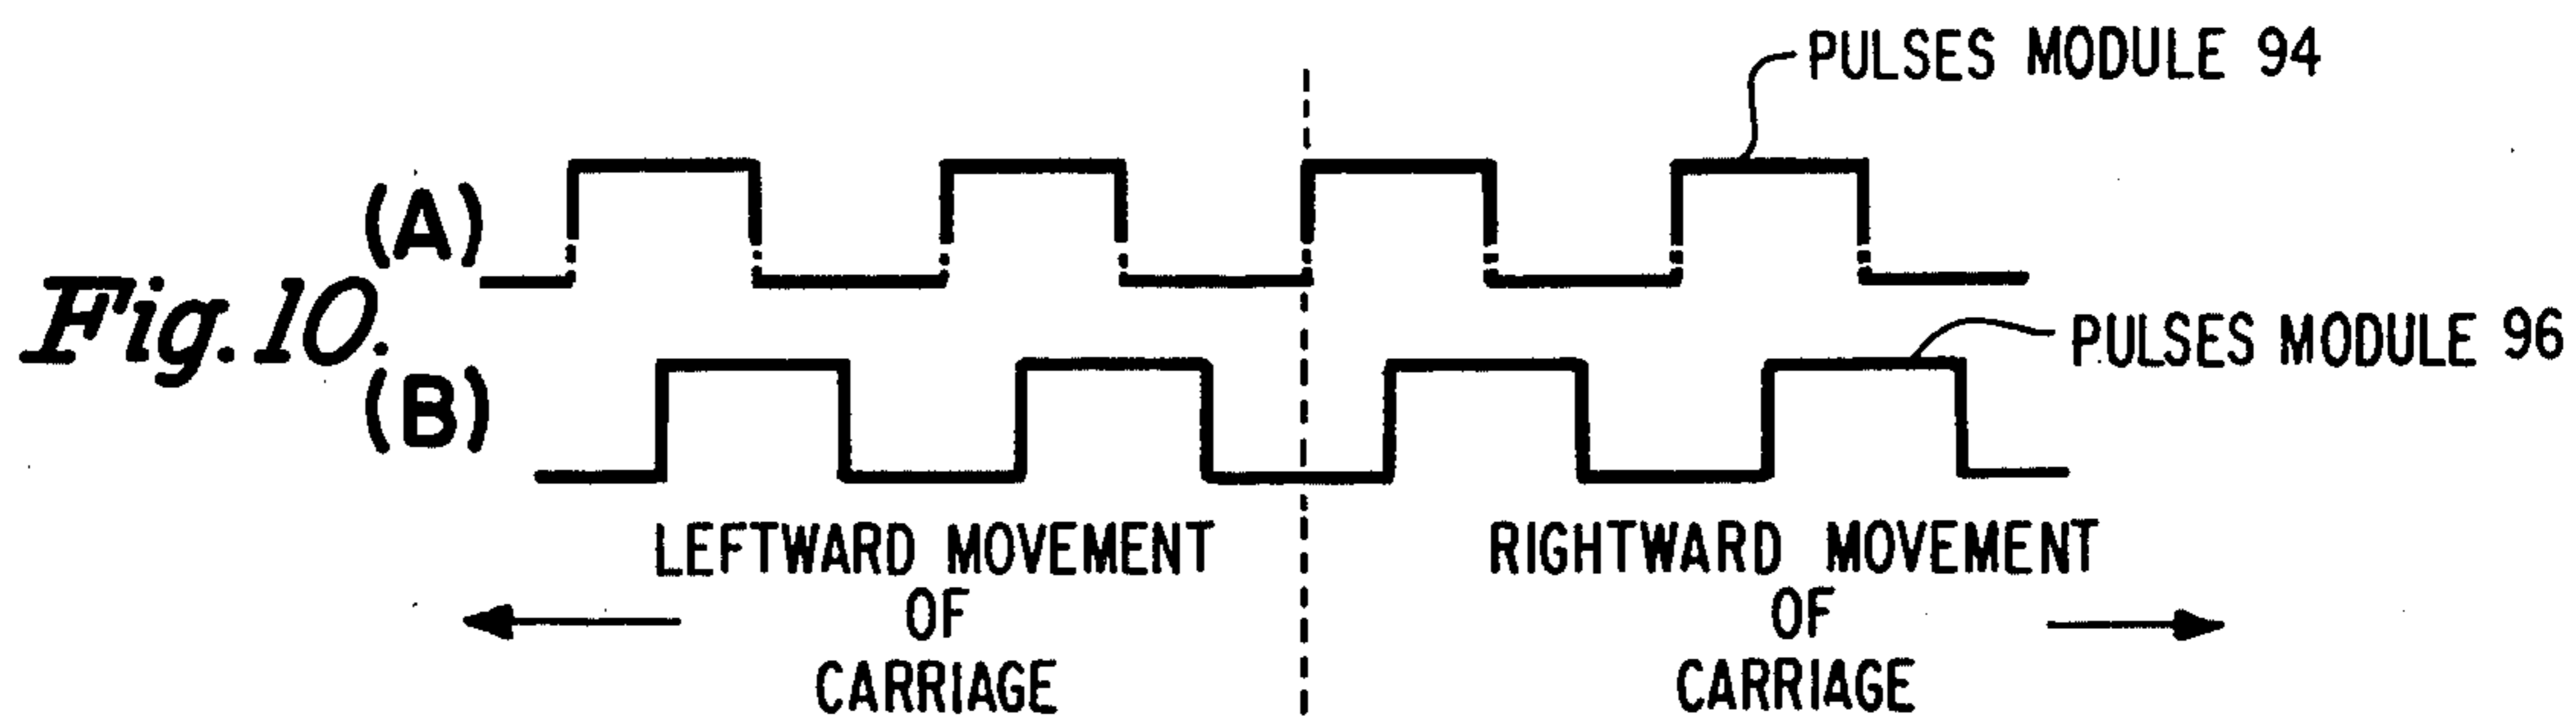 PULSES MODULE 94
(A)
Fig. 10.
PULSES MODULE 96
(B)
LEFTWARD MOVEMENT
OF
CARRIAGE
RIGHTWARD MOVEMENT
OF
CARRIAGE